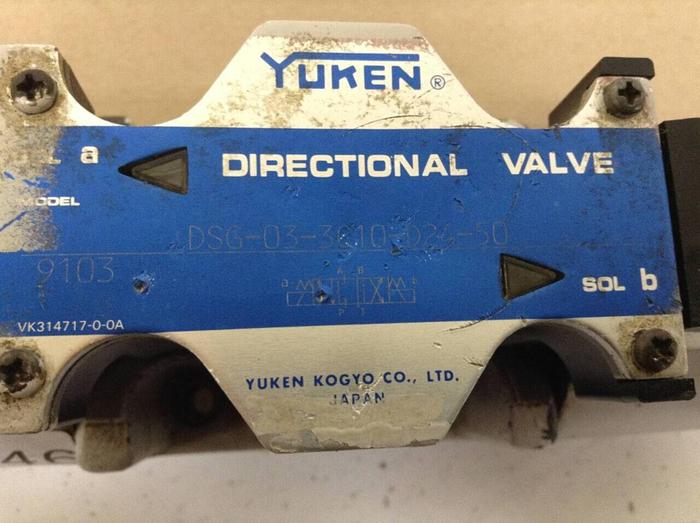 YUKEN ®
a
DIRECTIONAL VALVE
MODEL
DSG-03-3C10-D24-50
9103
a A B b
P T
SOL b
VK314717-0-0A
YUKEN KOGYO CO., LTD.
JAPAN